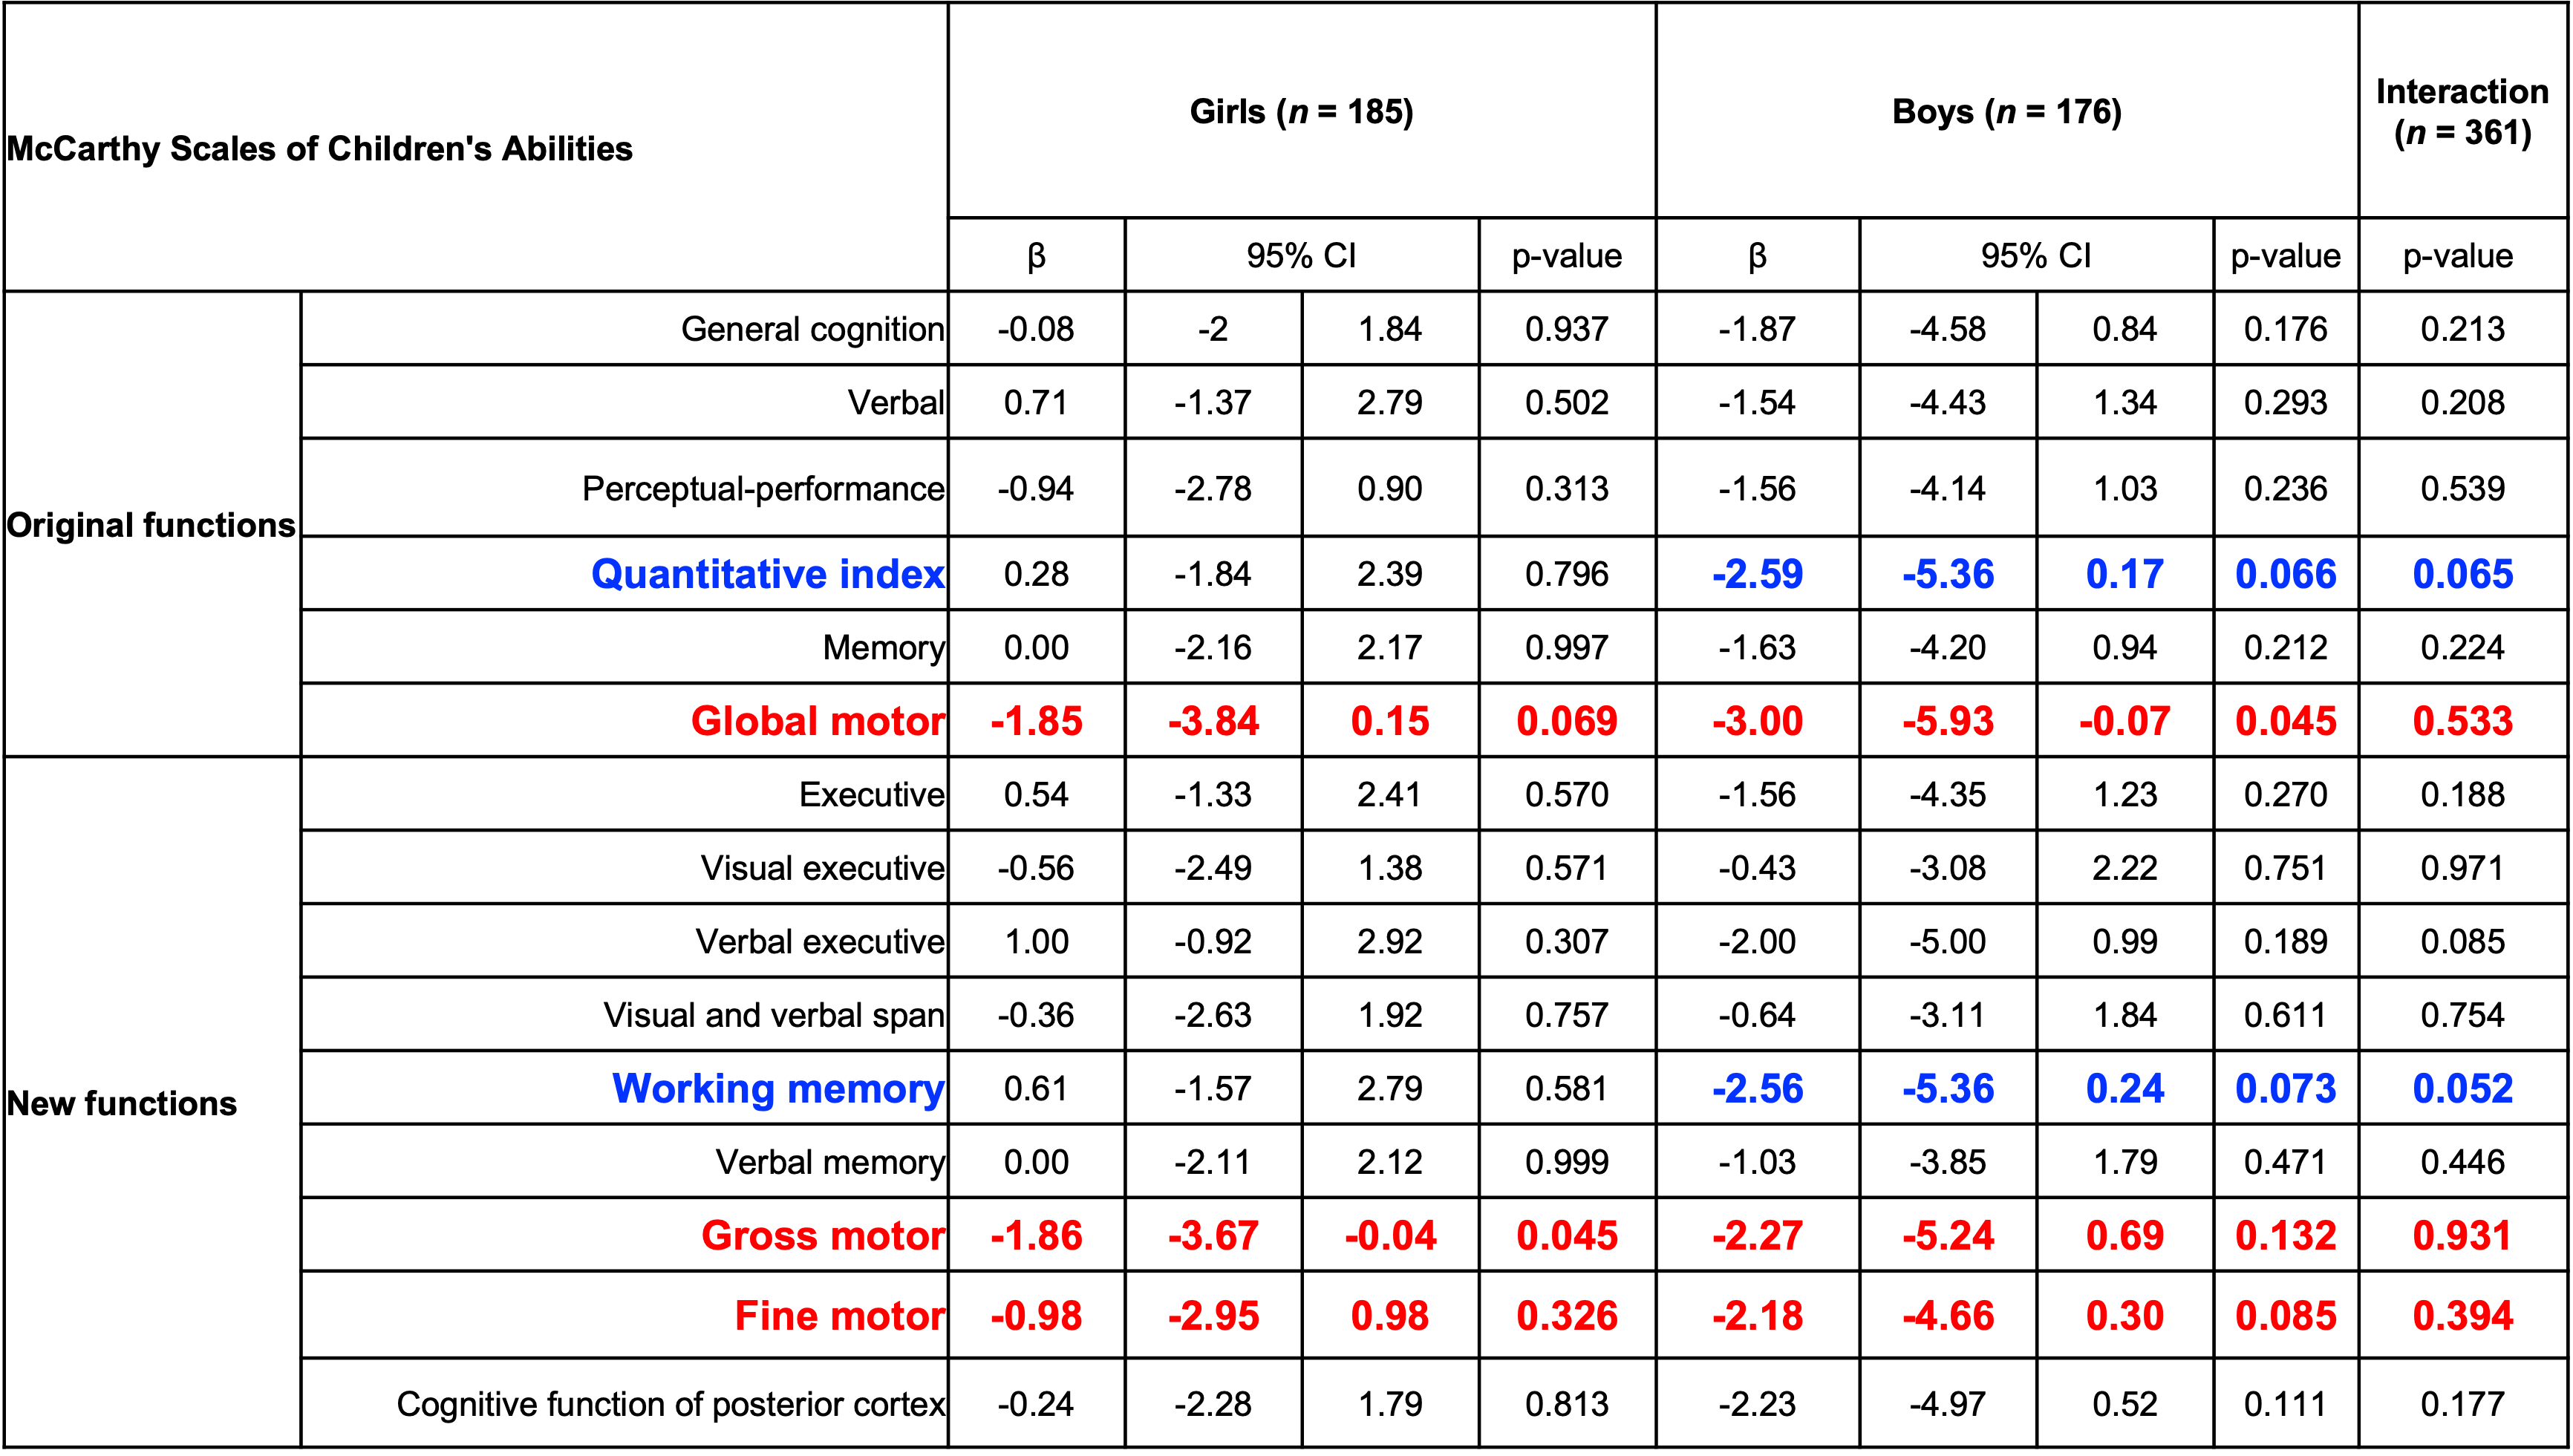 McCarthy Scales of Children's Abilities
Girls (n = 185)
Boys (n = 176)
Interaction
(n = 361)
β 95% CI p-value β 95% CI p-value p-value
Original functions
General cognition -0.08 -2 1.84 0.937 -1.87 -4.58 0.84 0.176 0.213
Verbal 0.71 -1.37 2.79 0.502 -1.54 -4.43 1.34 0.293 0.208
Perceptual-performance -0.94 -2.78 0.90 0.313 -1.56 -4.14 1.03 0.236 0.539
Quantitative index 0.28 -1.84 2.39 0.796 -2.59 -5.36 0.17 0.066 0.065
Memory 0.00 -2.16 2.17 0.997 -1.63 -4.20 0.94 0.212 0.224
Global motor -1.85 -3.84 0.15 0.069 -3.00 -5.93 -0.07 0.045 0.533
New functions
Executive 0.54 -1.33 2.41 0.570 -1.56 -4.35 1.23 0.270 0.188
Visual executive -0.56 -2.49 1.38 0.571 -0.43 -3.08 2.22 0.751 0.971
Verbal executive 1.00 -0.92 2.92 0.307 -2.00 -5.00 0.99 0.189 0.085
Visual and verbal span -0.36 -2.63 1.92 0.757 -0.64 -3.11 1.84 0.611 0.754
Working memory 0.61 -1.57 2.79 0.581 -2.56 -5.36 0.24 0.073 0.052
Verbal memory 0.00 -2.11 2.12 0.999 -1.03 -3.85 1.79 0.471 0.446
Gross motor -1.86 -3.67 -0.04 0.045 -2.27 -5.24 0.69 0.132 0.931
Fine motor -0.98 -2.95 0.98 0.326 -2.18 -4.66 0.30 0.085 0.394
Cognitive function of posterior cortex -0.24 -2.28 1.79 0.813 -2.23 -4.97 0.52 0.111 0.177